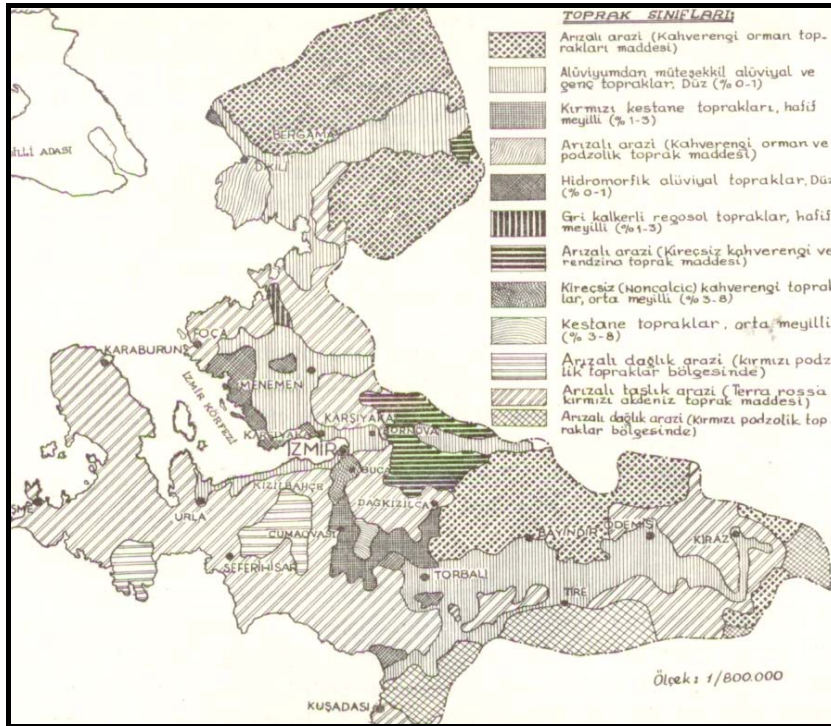 TOPRAK SINIFLARI:
Arızalı arazi (Kahverengi orman top-
rakları maddesi)
Alüviyumdan müteşekkil alüviyal ve
genç topraklar, Düz (% 0-1)
Kırmızı kestane toprakları, hafif
meyilli (% 1-3)
Arızalı arazi (Kahverengi orman ve
podzolik toprak maddesi)
Hidromorfik alüviyal topraklar, Düz
(% 0-1)
Gri kalkerli regosol topraklar, hafif
meyilli (% 1-3)
Arızalı arazi (Kireçsiz kahverengi ve
rendzina toprak maddesi)
Kireçsiz (Noncalcic) kahverengi toprak
lar, orta meyilli (% 3-8)
Kestane topraklar, orta meyilli
(% 3-8)
Arızalı dağlık arazi (kırmızı podzo
lik topraklar bölgesinde)
Arızalı taşlık arazi (Terra rossa
kırmızı akdeniz toprak maddesi)
Arızalı dağlık arazi (Kırmızı podzolik top
raklar bölgesinde)
İLLİ ADASI
BERGAMA
DİKİLİ
FOÇA
KARABURUN
MENEMEN
İZMİR KÖRFEZİ
KARŞIYAKA
KARŞIYAKA
BORNOVA
İZMİR
BUCA
KIZILBAHÇE
ŞME
URLA
DAĞKIZILCA
CUMAOVASI
SEFERİHİSAR
BAYINDIR
ÖDEMİŞ
KİRAZ
TORBALI
TİRE
KUŞADASI
Ölçek: 1/800.000